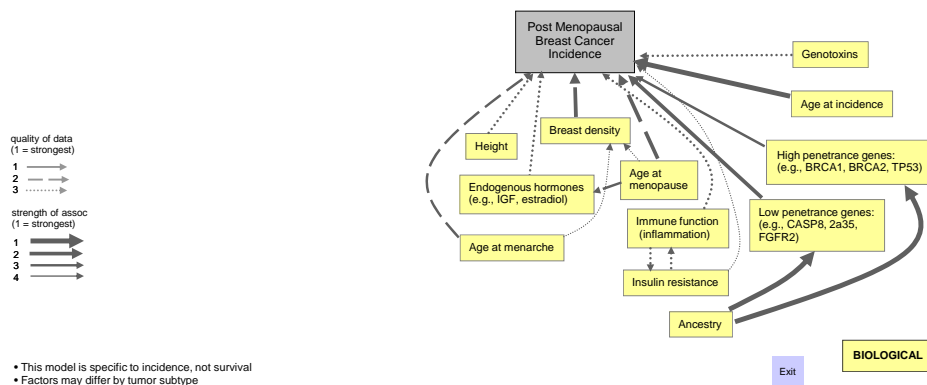 Post Menopausal
Breast Cancer
Incidence
Genotoxins
Age at incidence
quality of data
(1 = strongest)
1
2
3
strength of assoc
(1 = strongest)
1
2
3
4
Height
Breast density
High penetrance genes:
(e.g., BRCA1, BRCA2, TP53)
Endogenous hormones
(e.g., IGF, estradiol)
Age at
menopause
Low penetrance genes:
(e.g., CASP8, 2a35,
FGFR2)
Immune function
(inflammation)
Age at menarche
Insulin resistance
Ancestry
BIOLOGICAL
Exit
• This model is specific to incidence, not survival
• Factors may differ by tumor subtype